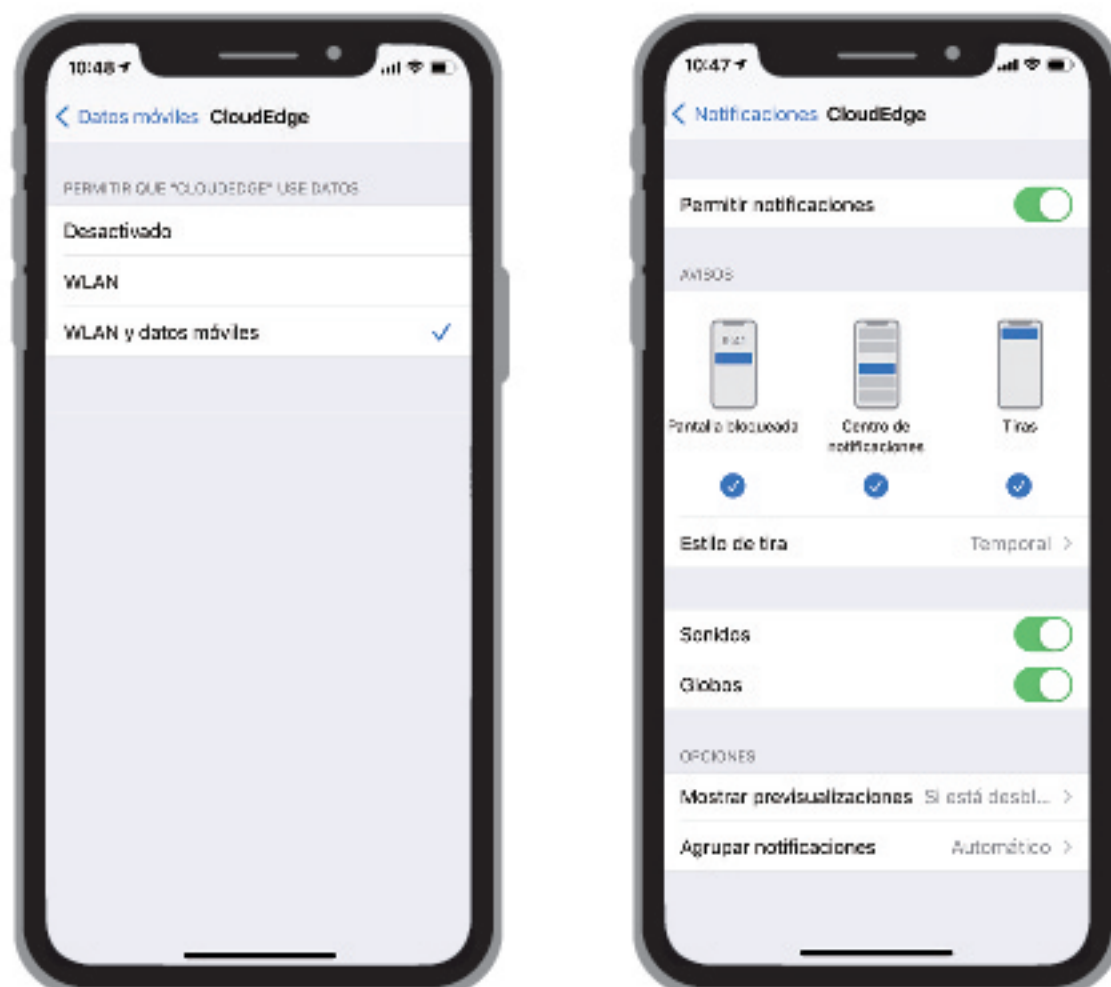 10:48
Datos móviles CloudEdge
PERMITIR QUE "CLOUDEDGE" USE DATOS
Desactivado
WLAN
WLAN y datos móviles
10:47
Notificaciones CloudEdge
Permitir notificaciones
AVISOS
9:41
Pantalla bloqueada
Centro de
notificaciones
Tiras
Estilo de tira Temporal
Sonidos
Globos
OPCIONES
Mostrar previsualizaciones Si está desbl...
Agrupar notificaciones Automático